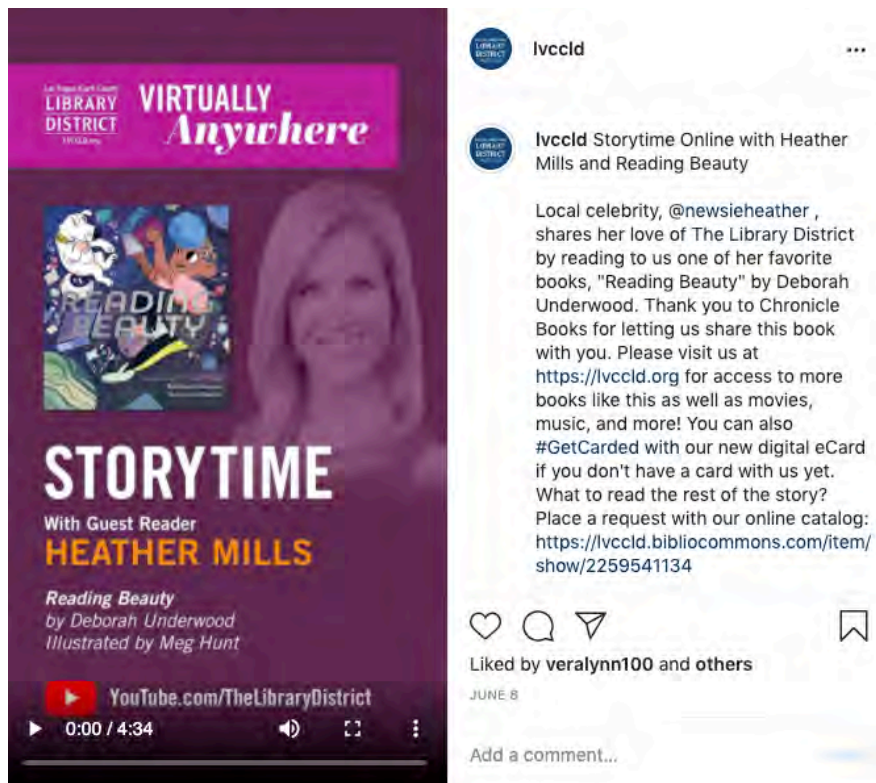 Las Vegas-Clark County
LIBRARY
DISTRICT
LVCCLD.org
VIRTUALLY
Anywhere
READING
BEAUTY
STORYTIME
With Guest Reader
HEATHER MILLS
Reading Beauty
by Deborah Underwood
Illustrated by Meg Hunt
YouTube.com/TheLibraryDistrict
0:00 / 4:34
LIBRARY
DISTRICT
lvccld
...
LIBRARY
DISTRICT
lvccld Storytime Online with Heather
Mills and Reading Beauty
Local celebrity, @newsieheather ,
shares her love of The Library District
by reading to us one of her favorite
books, "Reading Beauty" by Deborah
Underwood. Thank you to Chronicle
Books for letting us share this book
with you. Please visit us at
https://lvccld.org for access to more
books like this as well as movies,
music, and more! You can also
#GetCarded with our new digital eCard
if you don't have a card with us yet.
What to read the rest of the story?
Place a request with our online catalog:
https://lvccld.bibliocommons.com/item/
show/2259541134
Liked by veralynn100 and others
JUNE 8
Add a comment...